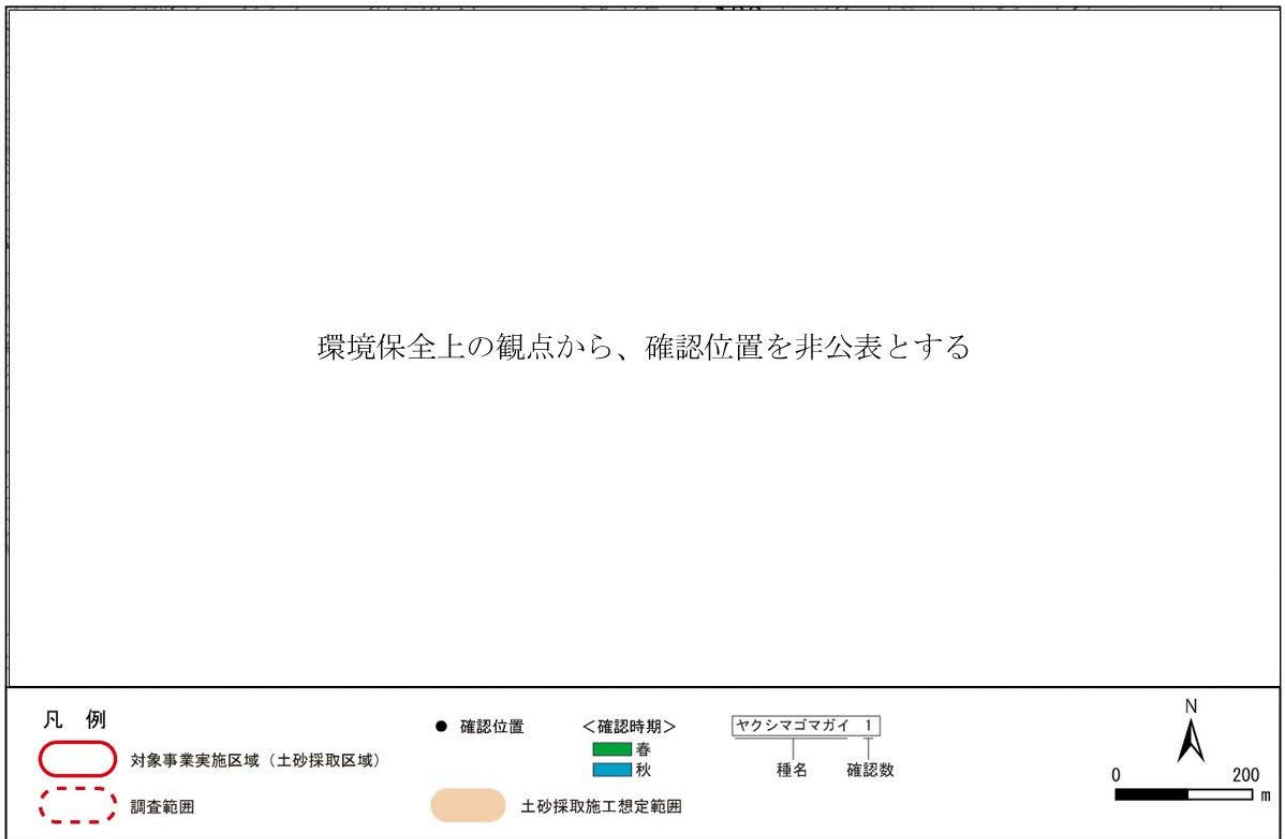 環境保全上の観点から、確認位置を非公表とする
凡 例
対象事業実施区域（土砂採取区域）
調査範囲
確認位置
＜確認時期＞
春
秋
土砂採取施工想定範囲
ヤクシマゴマガイ 1
種名 確認数
N
0 200
m